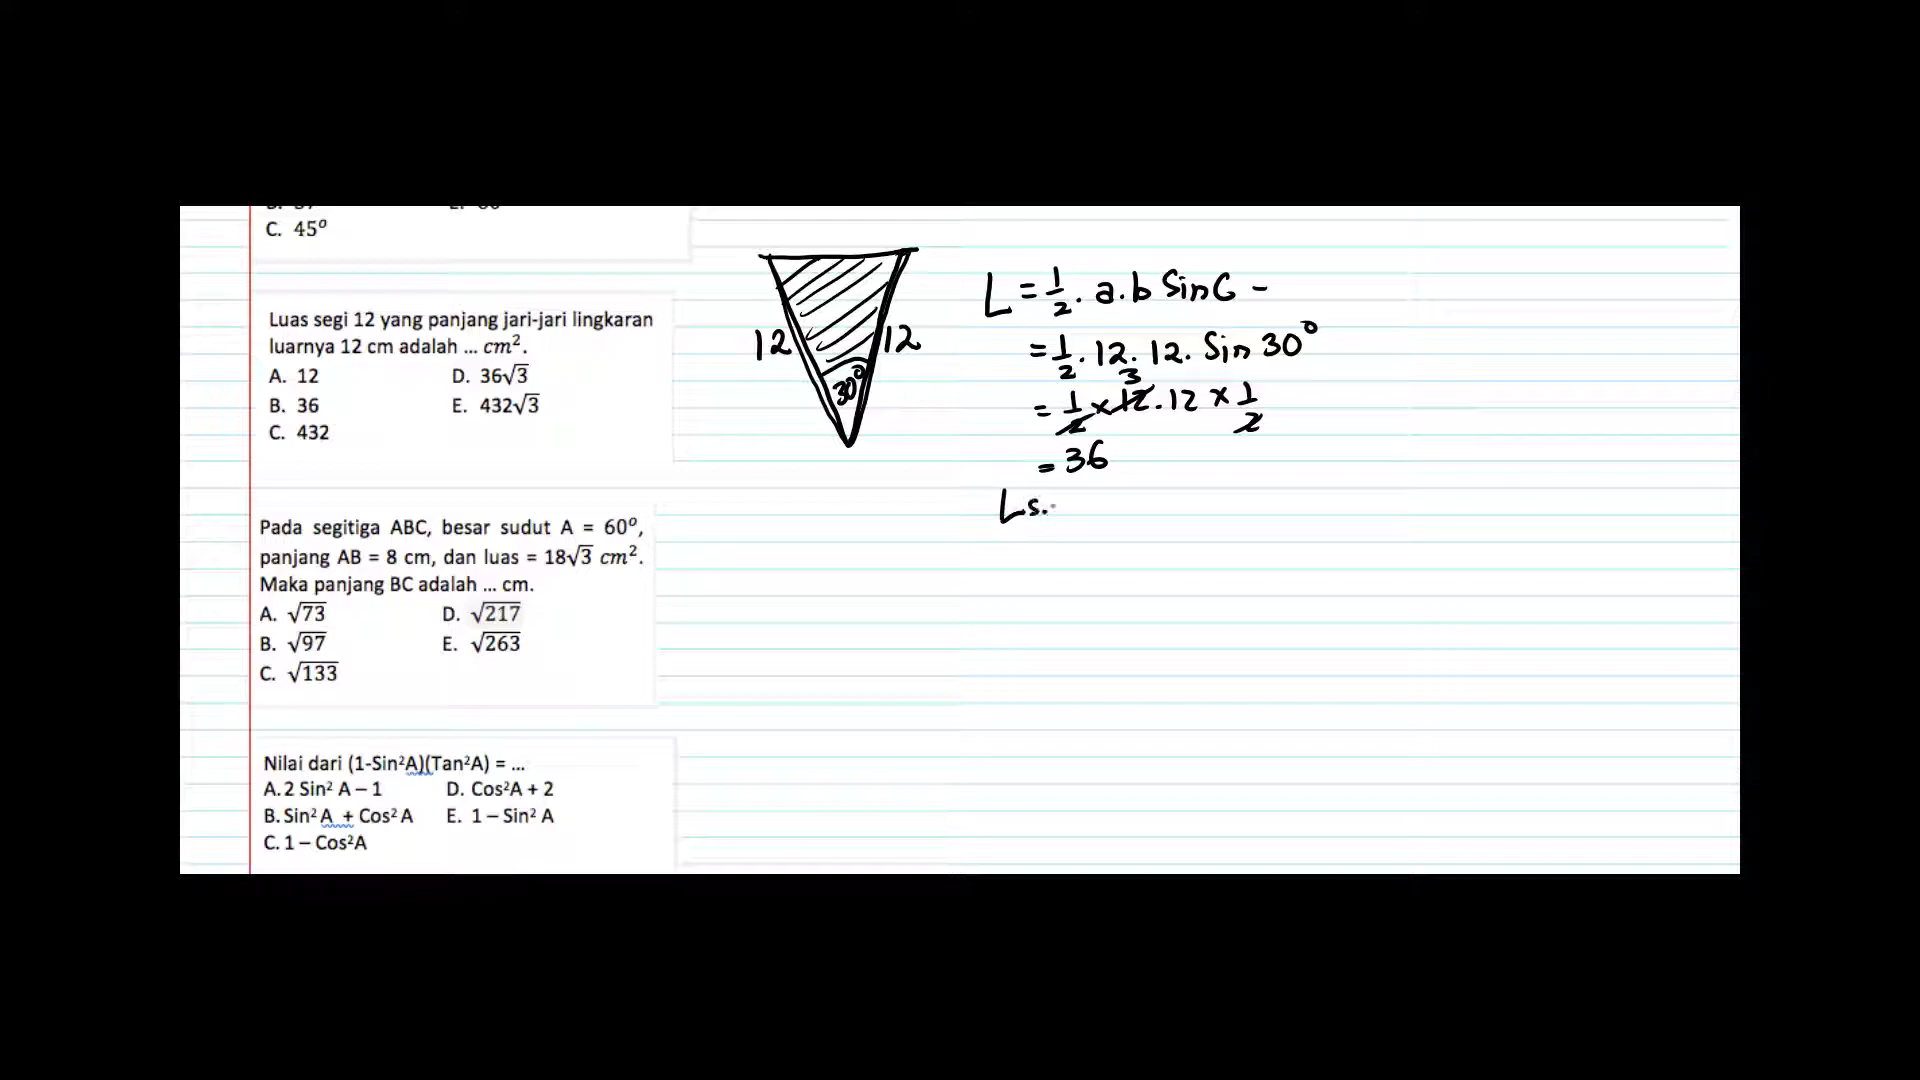 C. 45°
Luas segi 12 yang panjang jari-jari lingkaran
luarnya 12 cm adalah ... cm².
A. 12 D. 36√3
B. 36 E. 432√3
C. 432
Pada segitiga ABC, besar sudut A = 60°,
panjang AB = 8 cm, dan luas = 18√3 cm².
Maka panjang BC adalah ... cm.
A. √73 D. √217
B. √97 E. √263
C. √133
Nilai dari (1-Sin²A)(Tan²A) = ...
A. 2 Sin² A – 1 D. Cos²A + 2
B. Sin² A + Cos² A E. 1 – Sin² A
C. 1 – Cos²A
12 12
30°
L = 1/2 . a.b Sin C -
= 1/2 . 12 . 12 . Sin 30°
3
= 1/2 x 12 . 12 x 1/2
= 36
Ls.